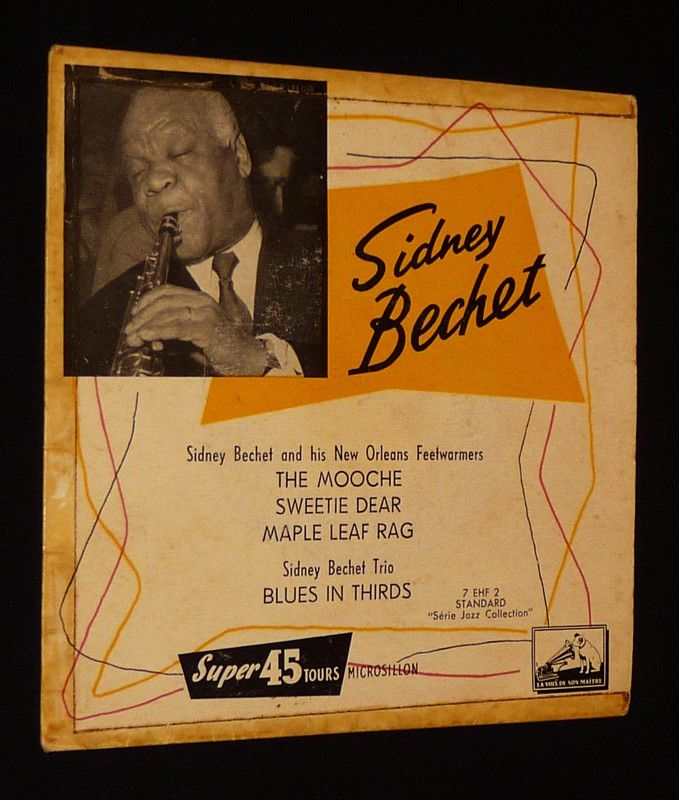 Sidney
Bechet
Sidney Bechet and his New Orleans Feetwarmers
THE MOOCHE
SWEETIE DEAR
MAPLE LEAF RAG
Sidney Bechet Trio
BLUES IN THIRDS
7 EHF 2
STANDARD
"Série Jazz Collection"
Super 45 TOURS MICROSILLON
LA VOIX DE SON MAITRE